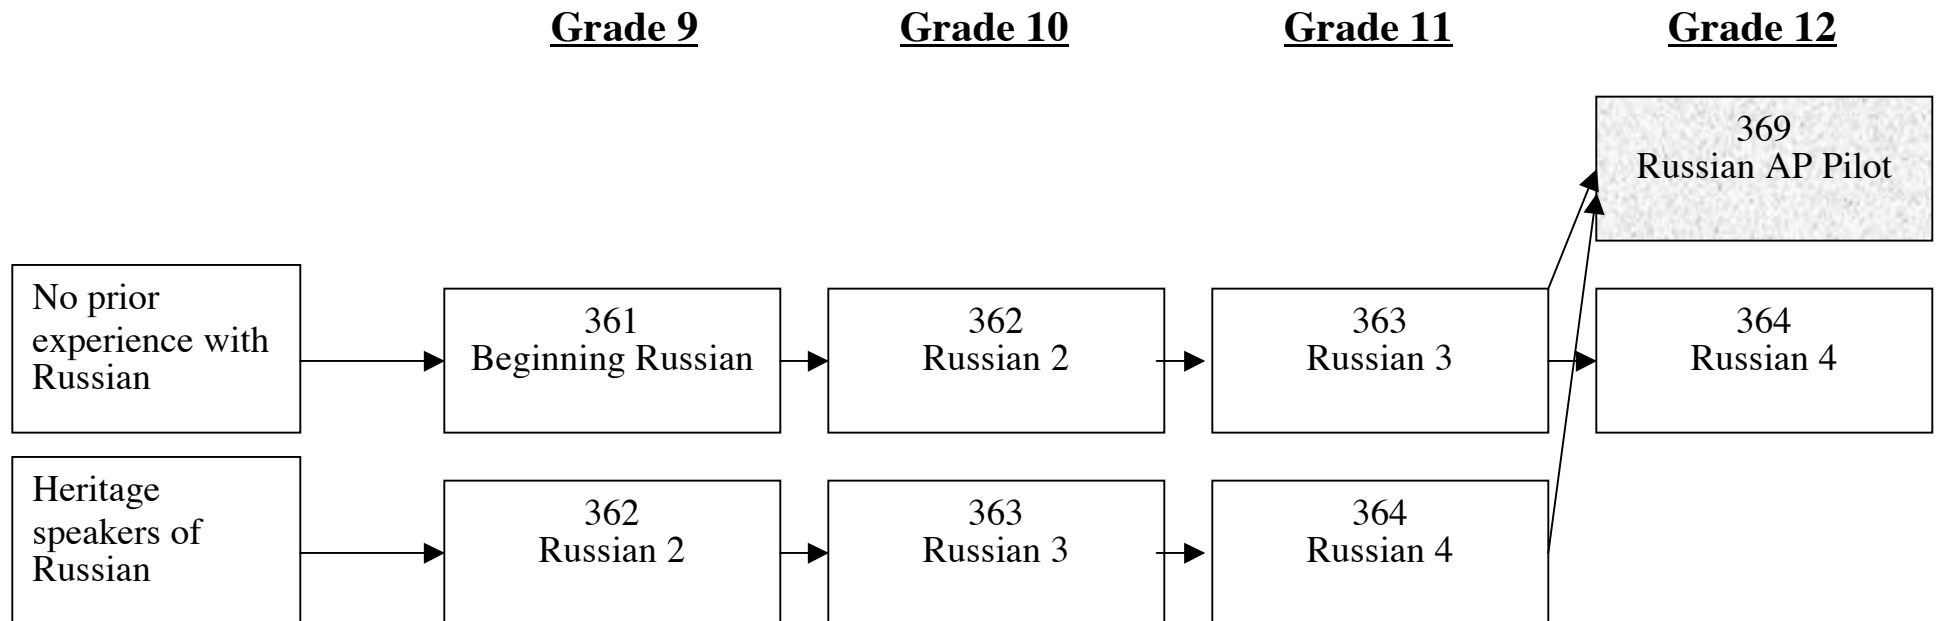 Grade 9 Grade 10 Grade 11 Grade 12
369
Russian AP Pilot
No prior
experience with
Russian
361
Beginning Russian
362
Russian 2
363
Russian 3
364
Russian 4
Heritage
speakers of
Russian
362
Russian 2
363
Russian 3
364
Russian 4